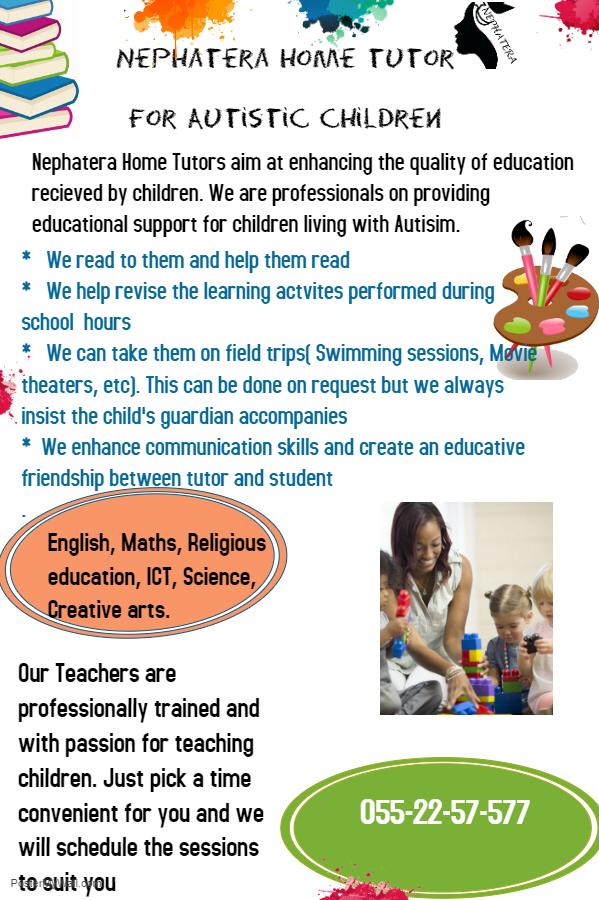 NEPHATERA
NEPHATERA HOME TUTOR
FOR AUTISTIC CHILDREN
Nephatera Home Tutors aim at enhancing the quality of education
recieved by children. We are professionals on providing
educational support for children living with Autisim.
* We read to them and help them read
* We help revise the learning actvites performed during
school hours
* We can take them on field trips( Swimming sessions, Movie
theaters, etc). This can be done on request but we always
insist the child's guardian accompanies
* We enhance communication skills and create an educative
friendship between tutor and student
.
English, Maths, Religious
education, ICT, Science,
Creative arts.
Our Teachers are
professionally trained and
with passion for teaching
children. Just pick a time
convenient for you and we
will schedule the sessions
to suit you
055-22-57-577
PosterMyWall.com